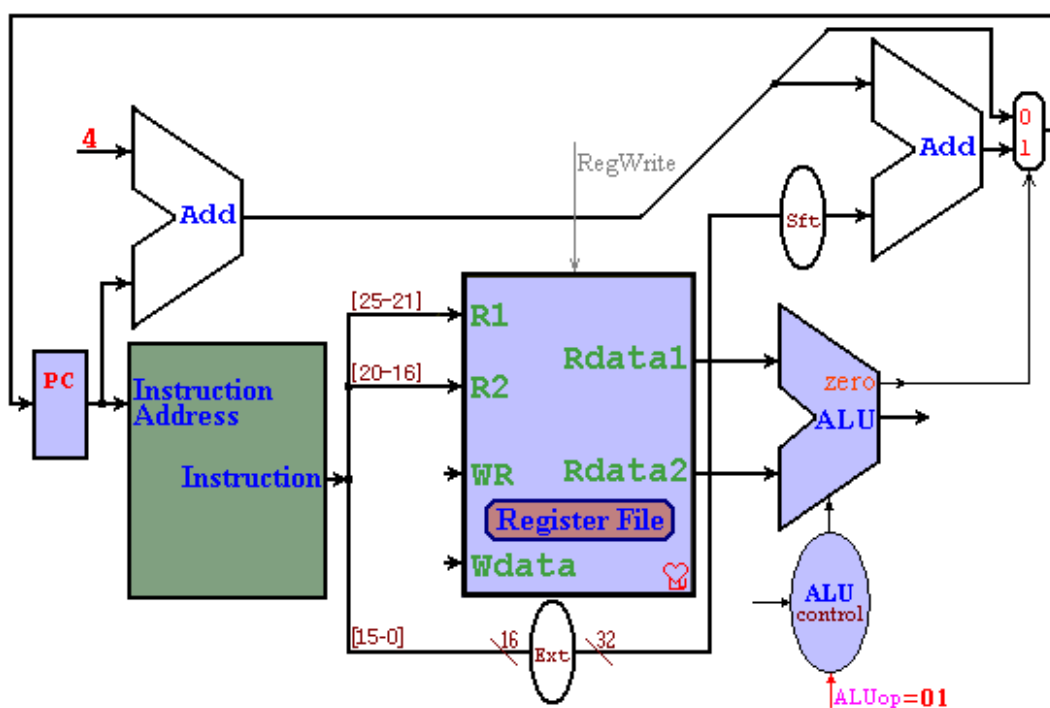 4
Add
RegWrite
Add
0
1
Sft
[25-21]
R1
[20-16]
R2
Rdata1
PC
Instruction
Address
zero
ALU
Instruction
WR
Rdata2
Register File
Wdata
ALU
control
[15-0]
16
Ext
32
ALUop=01